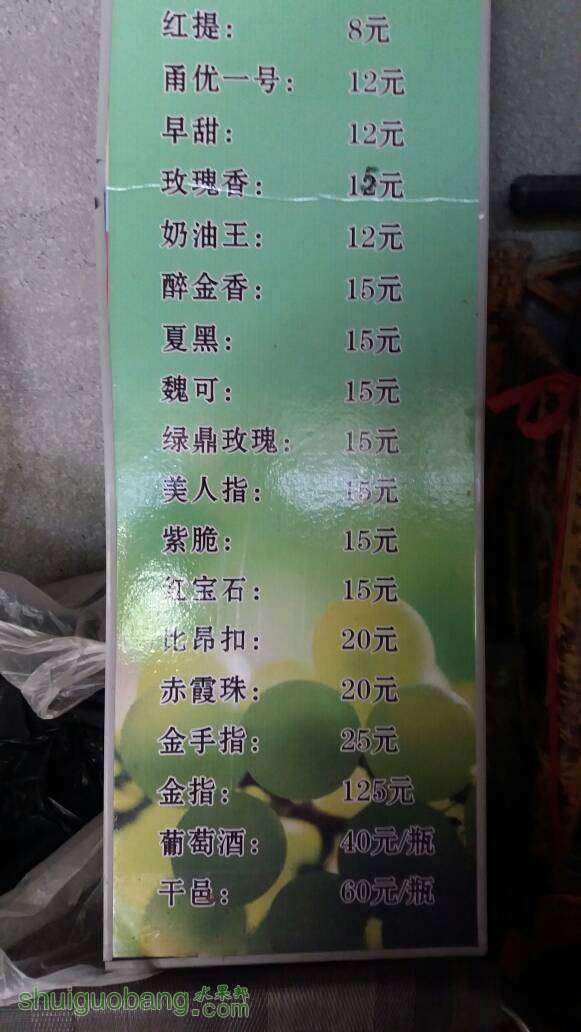 红提： 8元
甬优一号： 12元
早甜： 12元
玫瑰香： 15元
奶油王： 12元
醉金香： 15元
夏黑： 15元
魏可： 15元
绿鼎玫瑰： 15元
美人指： 15元
紫脆： 15元
红宝石： 15元
比昂扣： 20元
赤霞珠： 20元
金手指： 25元
金指： 125元
葡萄酒： 40元/瓶
干邑： 60元/瓶
shuiguobang.水果邦.com